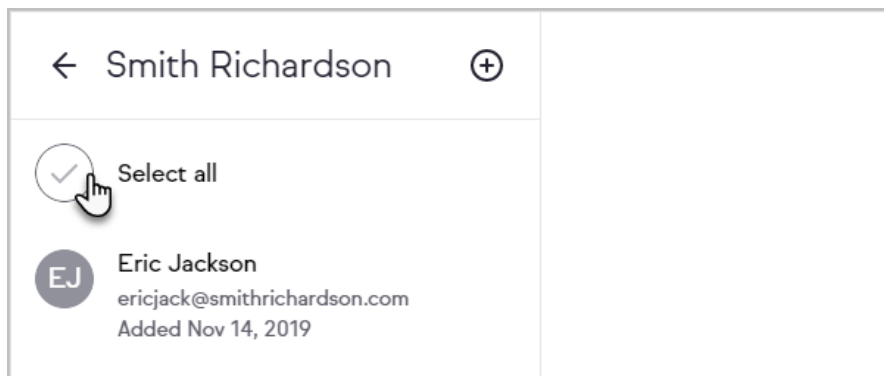 Smith Richardson
Select all
EJ
Eric Jackson
ericjack@smithrichardson.com
Added Nov 14, 2019